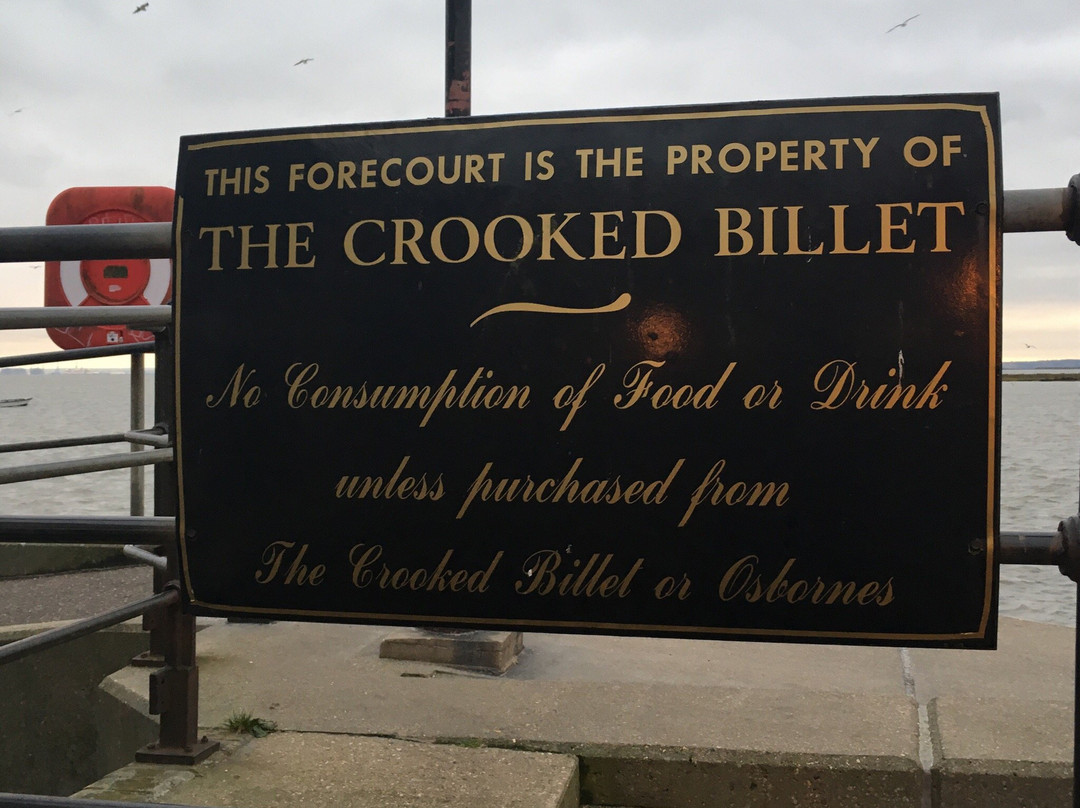 THIS FORECOURT IS THE PROPERTY OF
THE CROOKED BILLET
No Consumption of Food or Drink
unless purchased from
The Crooked Billet or Osbornes